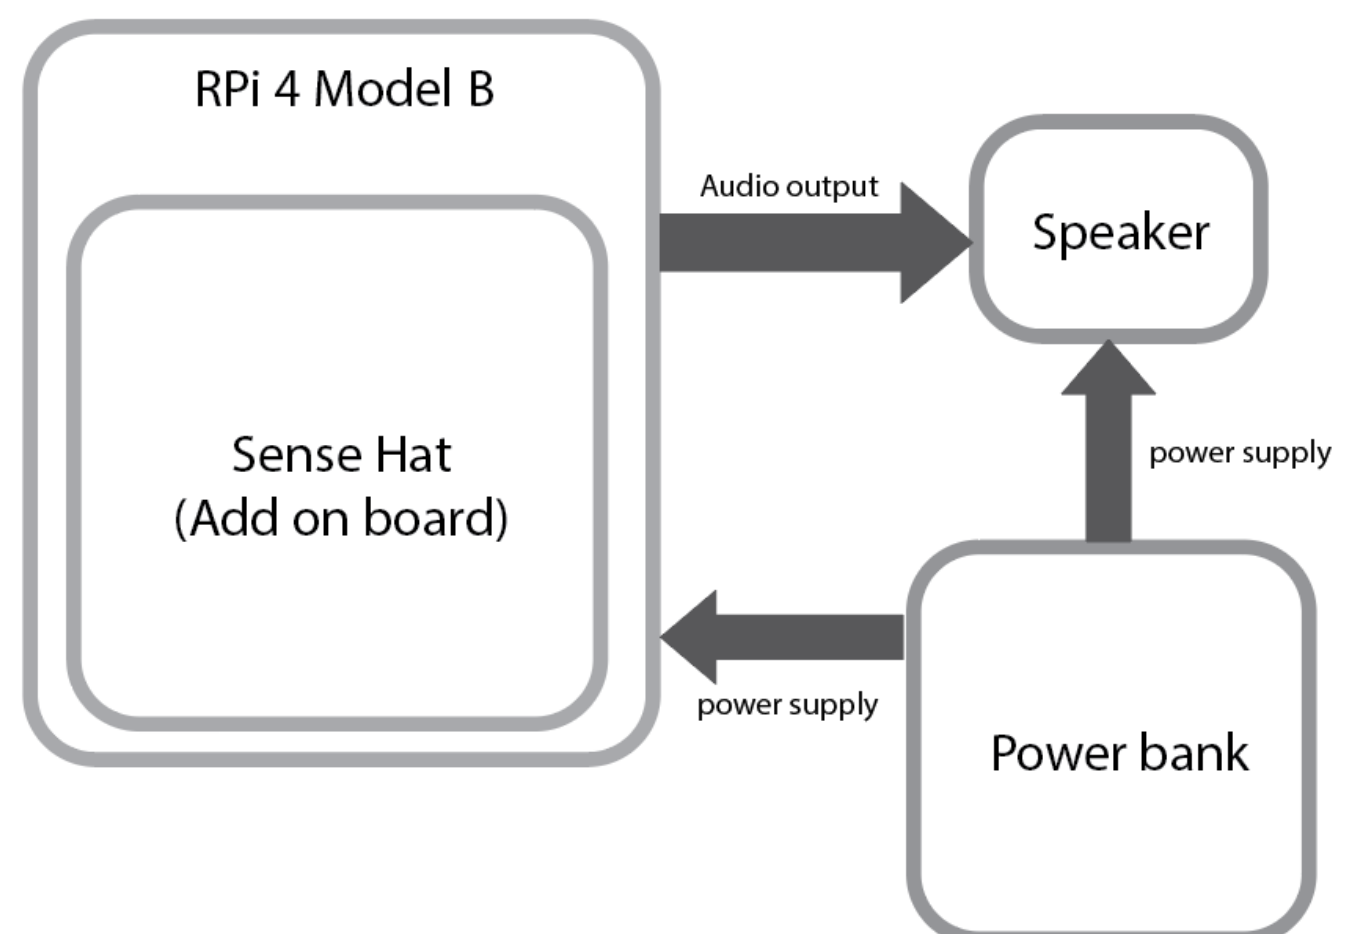 RPi 4 Model B
Audio output
Speaker
Sense Hat
(Add on board)
power supply
power supply
Power bank